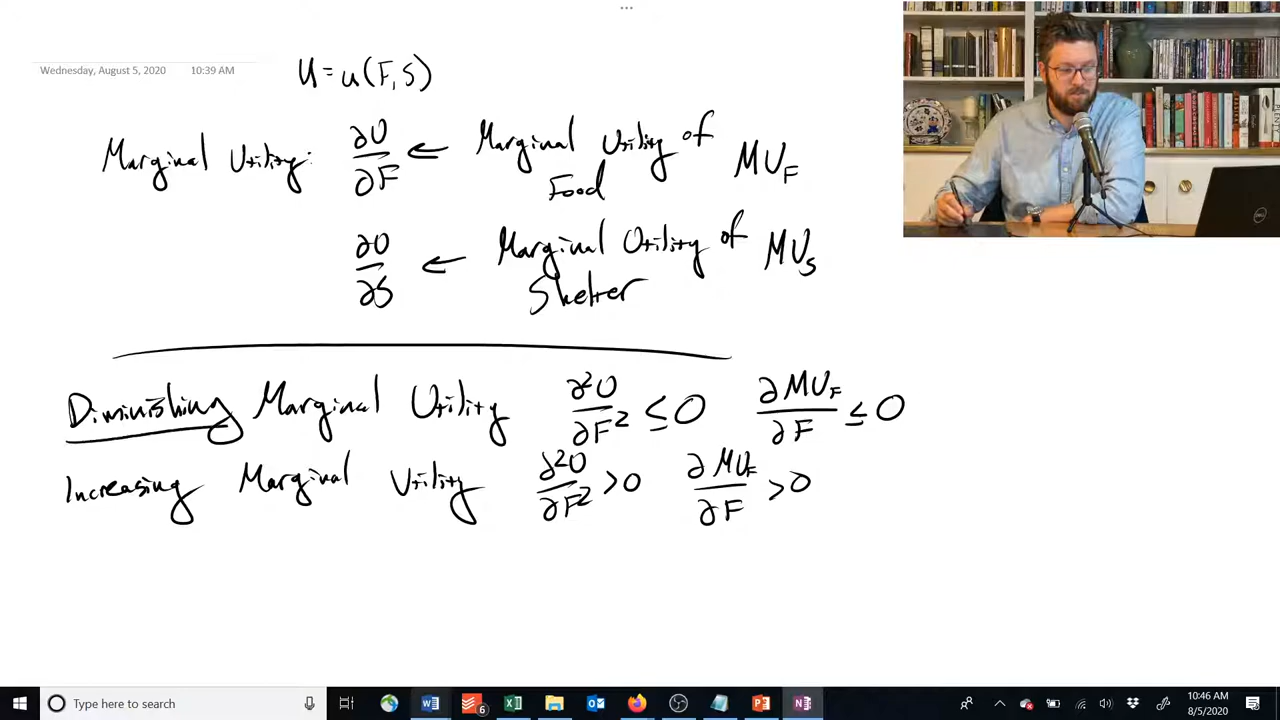 Wednesday, August 5, 2020 10:39 AM
U = u(F, S)
Marginal Utility: ∂U/∂F ← Marginal Utility of Food MU_F
∂U/∂S ← Marginal Utility of Shelter MU_S
Diminishing Marginal Utility ∂²U/∂F² ≤ 0 ∂MU_F/∂F ≤ 0
Increasing Marginal Utility ∂²U/∂F² > 0 ∂MU_F/∂F > 0
Type here to search
6
10:46 AM
8/5/2020